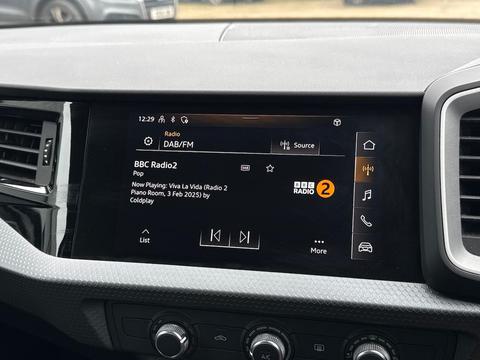 12:29
Radio
DAB/FM
Source
BBC Radio2
Pop
Now Playing: Viva La Vida (Radio 2
Piano Room, 3 Feb 2025) by
Coldplay
BBC
RADIO 2
List
More